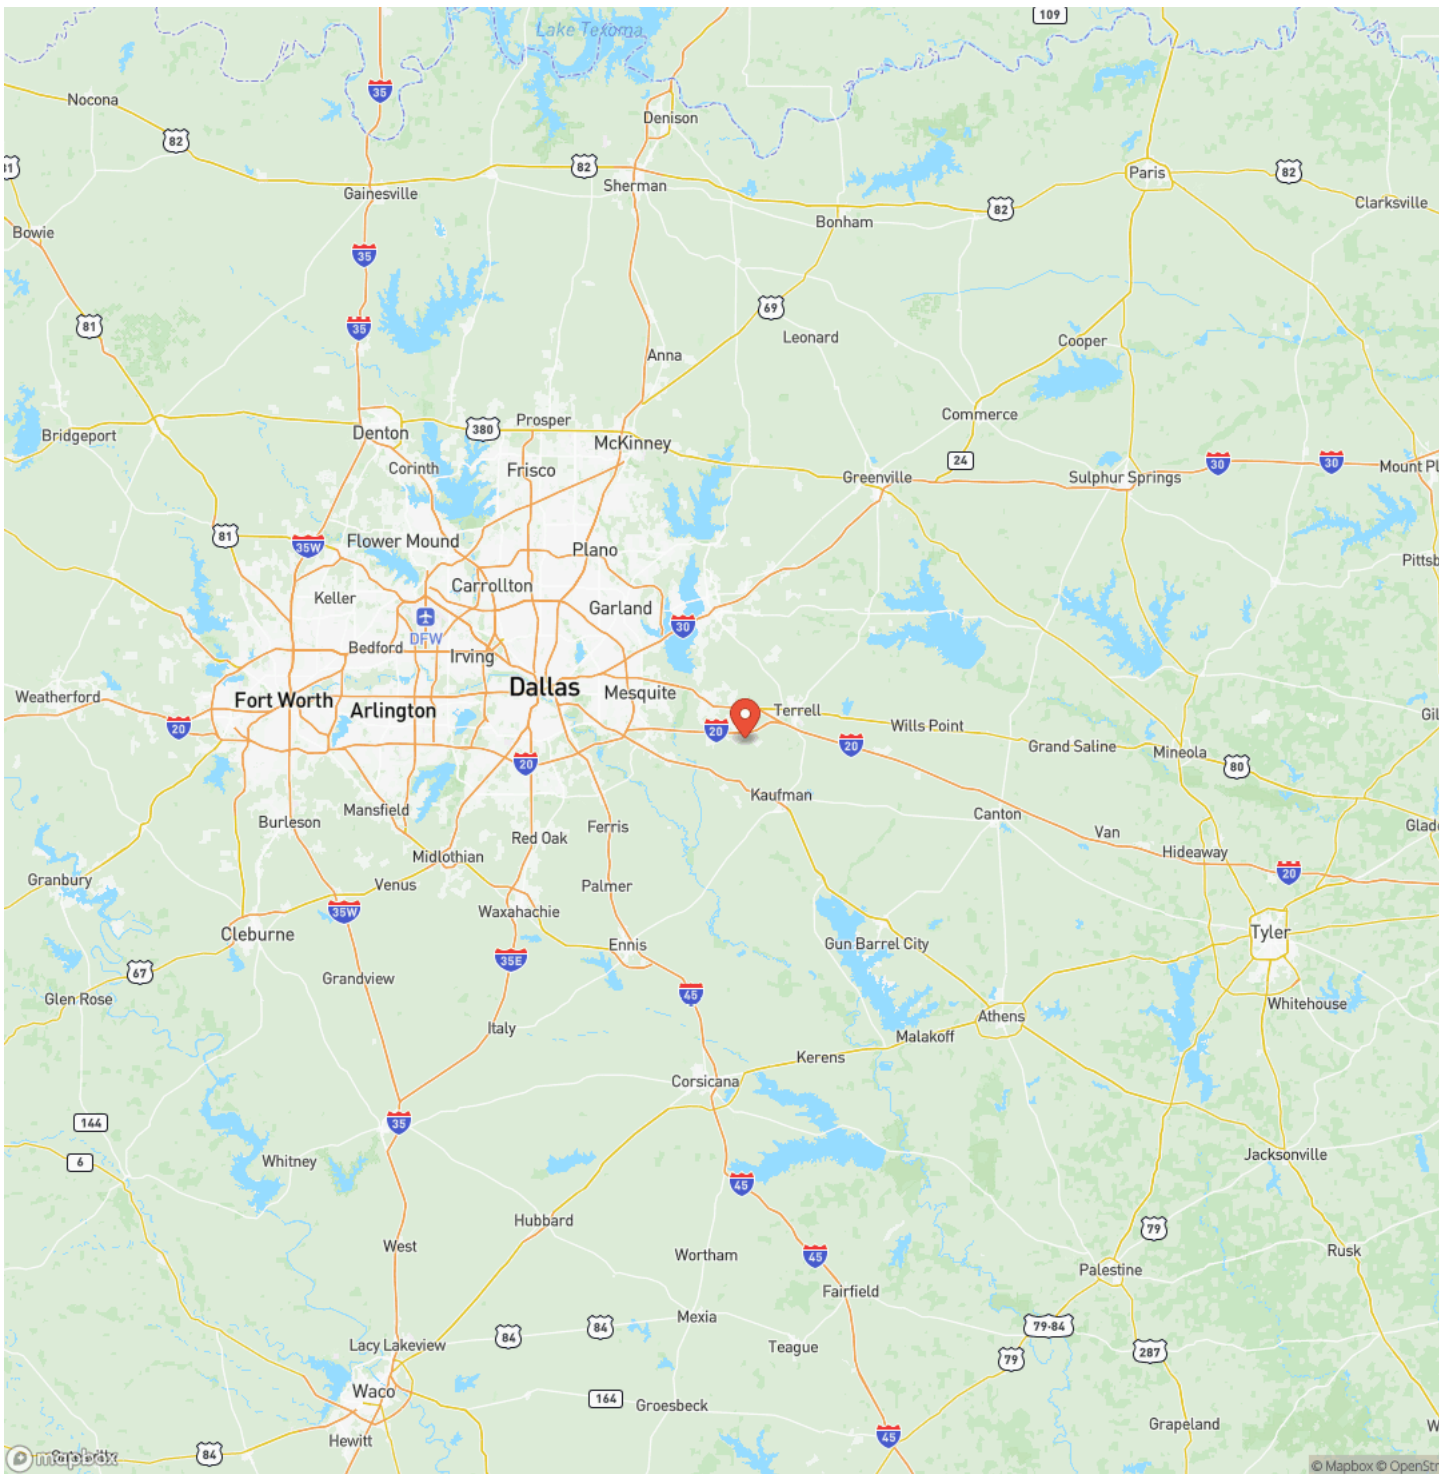 109
Lake Texoma
35
Nocona
Denison
82
82
Paris
82
81
Sherman
Gainesville
82
Clarksville
Bonham
Bowie
35
69
81
35
Leonard
Cooper
Anna
Commerce
Prosper
380
Bridgeport
Denton
McKinney
24
30
30
Mount Pl
Corinth
Frisco
Greenville
Sulphur Springs
81
35W
Flower Mound
Plano
Pittsb
Carrollton
Keller
Garland
DFW
30
Bedford
Irving
Dallas
Mesquite
Weatherford
Fort Worth
Arlington
Terrell
Gil
20
20
Wills Point
20
Grand Saline
Mineola
20
80
Kaufman
Mansfield
Canton
Burleson
Ferris
Glade
Red Oak
Van
Midlothian
Hideaway
20
Granbury
Venus
Palmer
35W
Waxahachie
Cleburne
Ennis
Gun Barrel City
Tyler
35E
67
Grandview
45
Glen Rose
Whitehouse
Italy
Athens
Malakoff
Kerens
Corsicana
144
35
6
Whitney
Jacksonville
45
Hubbard
79
West
Wortham
45
Rusk
Palestine
Fairfield
Mexia
84
84
79-84
Lacy Lakeview
Teague
287
79
Waco
164
Groesbeck
Grapeland
45
Hewitt
84
mapbox
© Mapbox © OpenStr